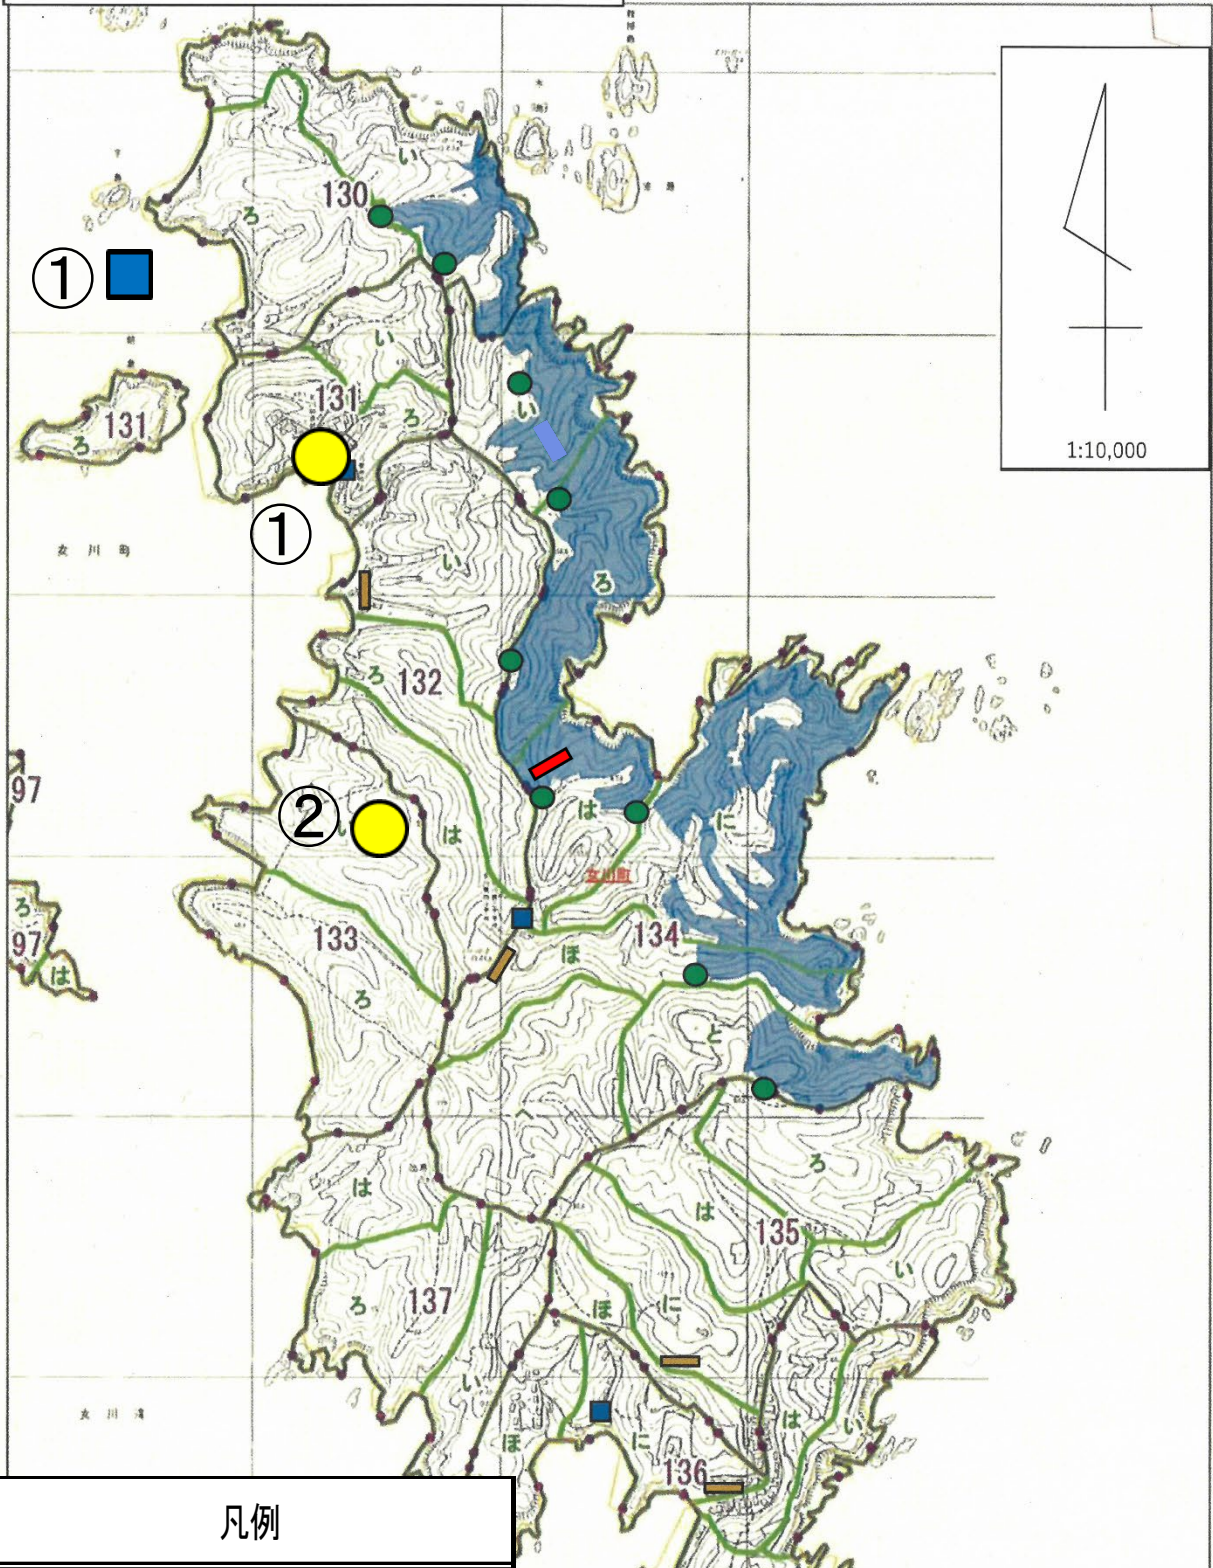 い
130
ろ
①
い
131
131
ろ
ろ
い
①
女川町
い
ろ
ろ
132
97
②
い
は
は
に
女川町
ろ
97
は
133
134
ほ
ろ
と
へ
ろ
は
は
135
い
ろ
137
ほ
に
い
女川湾
は
い
ほ
に
136
1:10,000
凡例